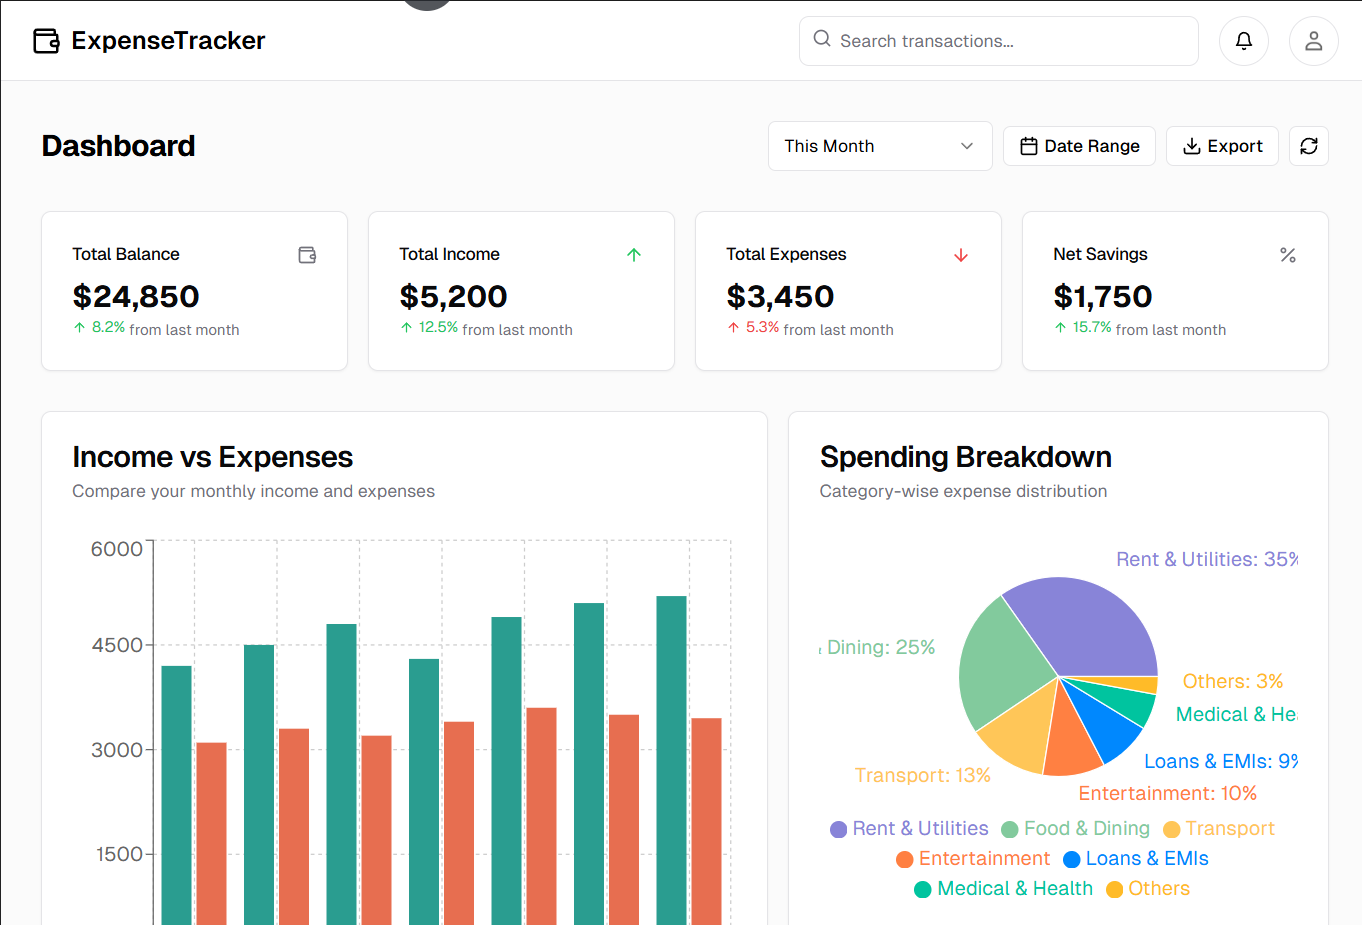 ExpenseTracker
Search transactions...
Dashboard
This Month
Date Range
Export
Total Balance
$24,850
8.2% from last month
Total Income
$5,200
12.5% from last month
Total Expenses
$3,450
5.3% from last month
Net Savings
%
$1,750
15.7% from last month
Income vs Expenses
Compare your monthly income and expenses
6000
4500
3000
1500
Spending Breakdown
Category-wise expense distribution
Rent & Utilities: 35%
Dining: 25%
Others: 3%
Medical & He
Loans & EMIs: 9%
Transport: 13%
Entertainment: 10%
Rent & Utilities Food & Dining Transport
Entertainment Loans & EMIs
Medical & Health Others